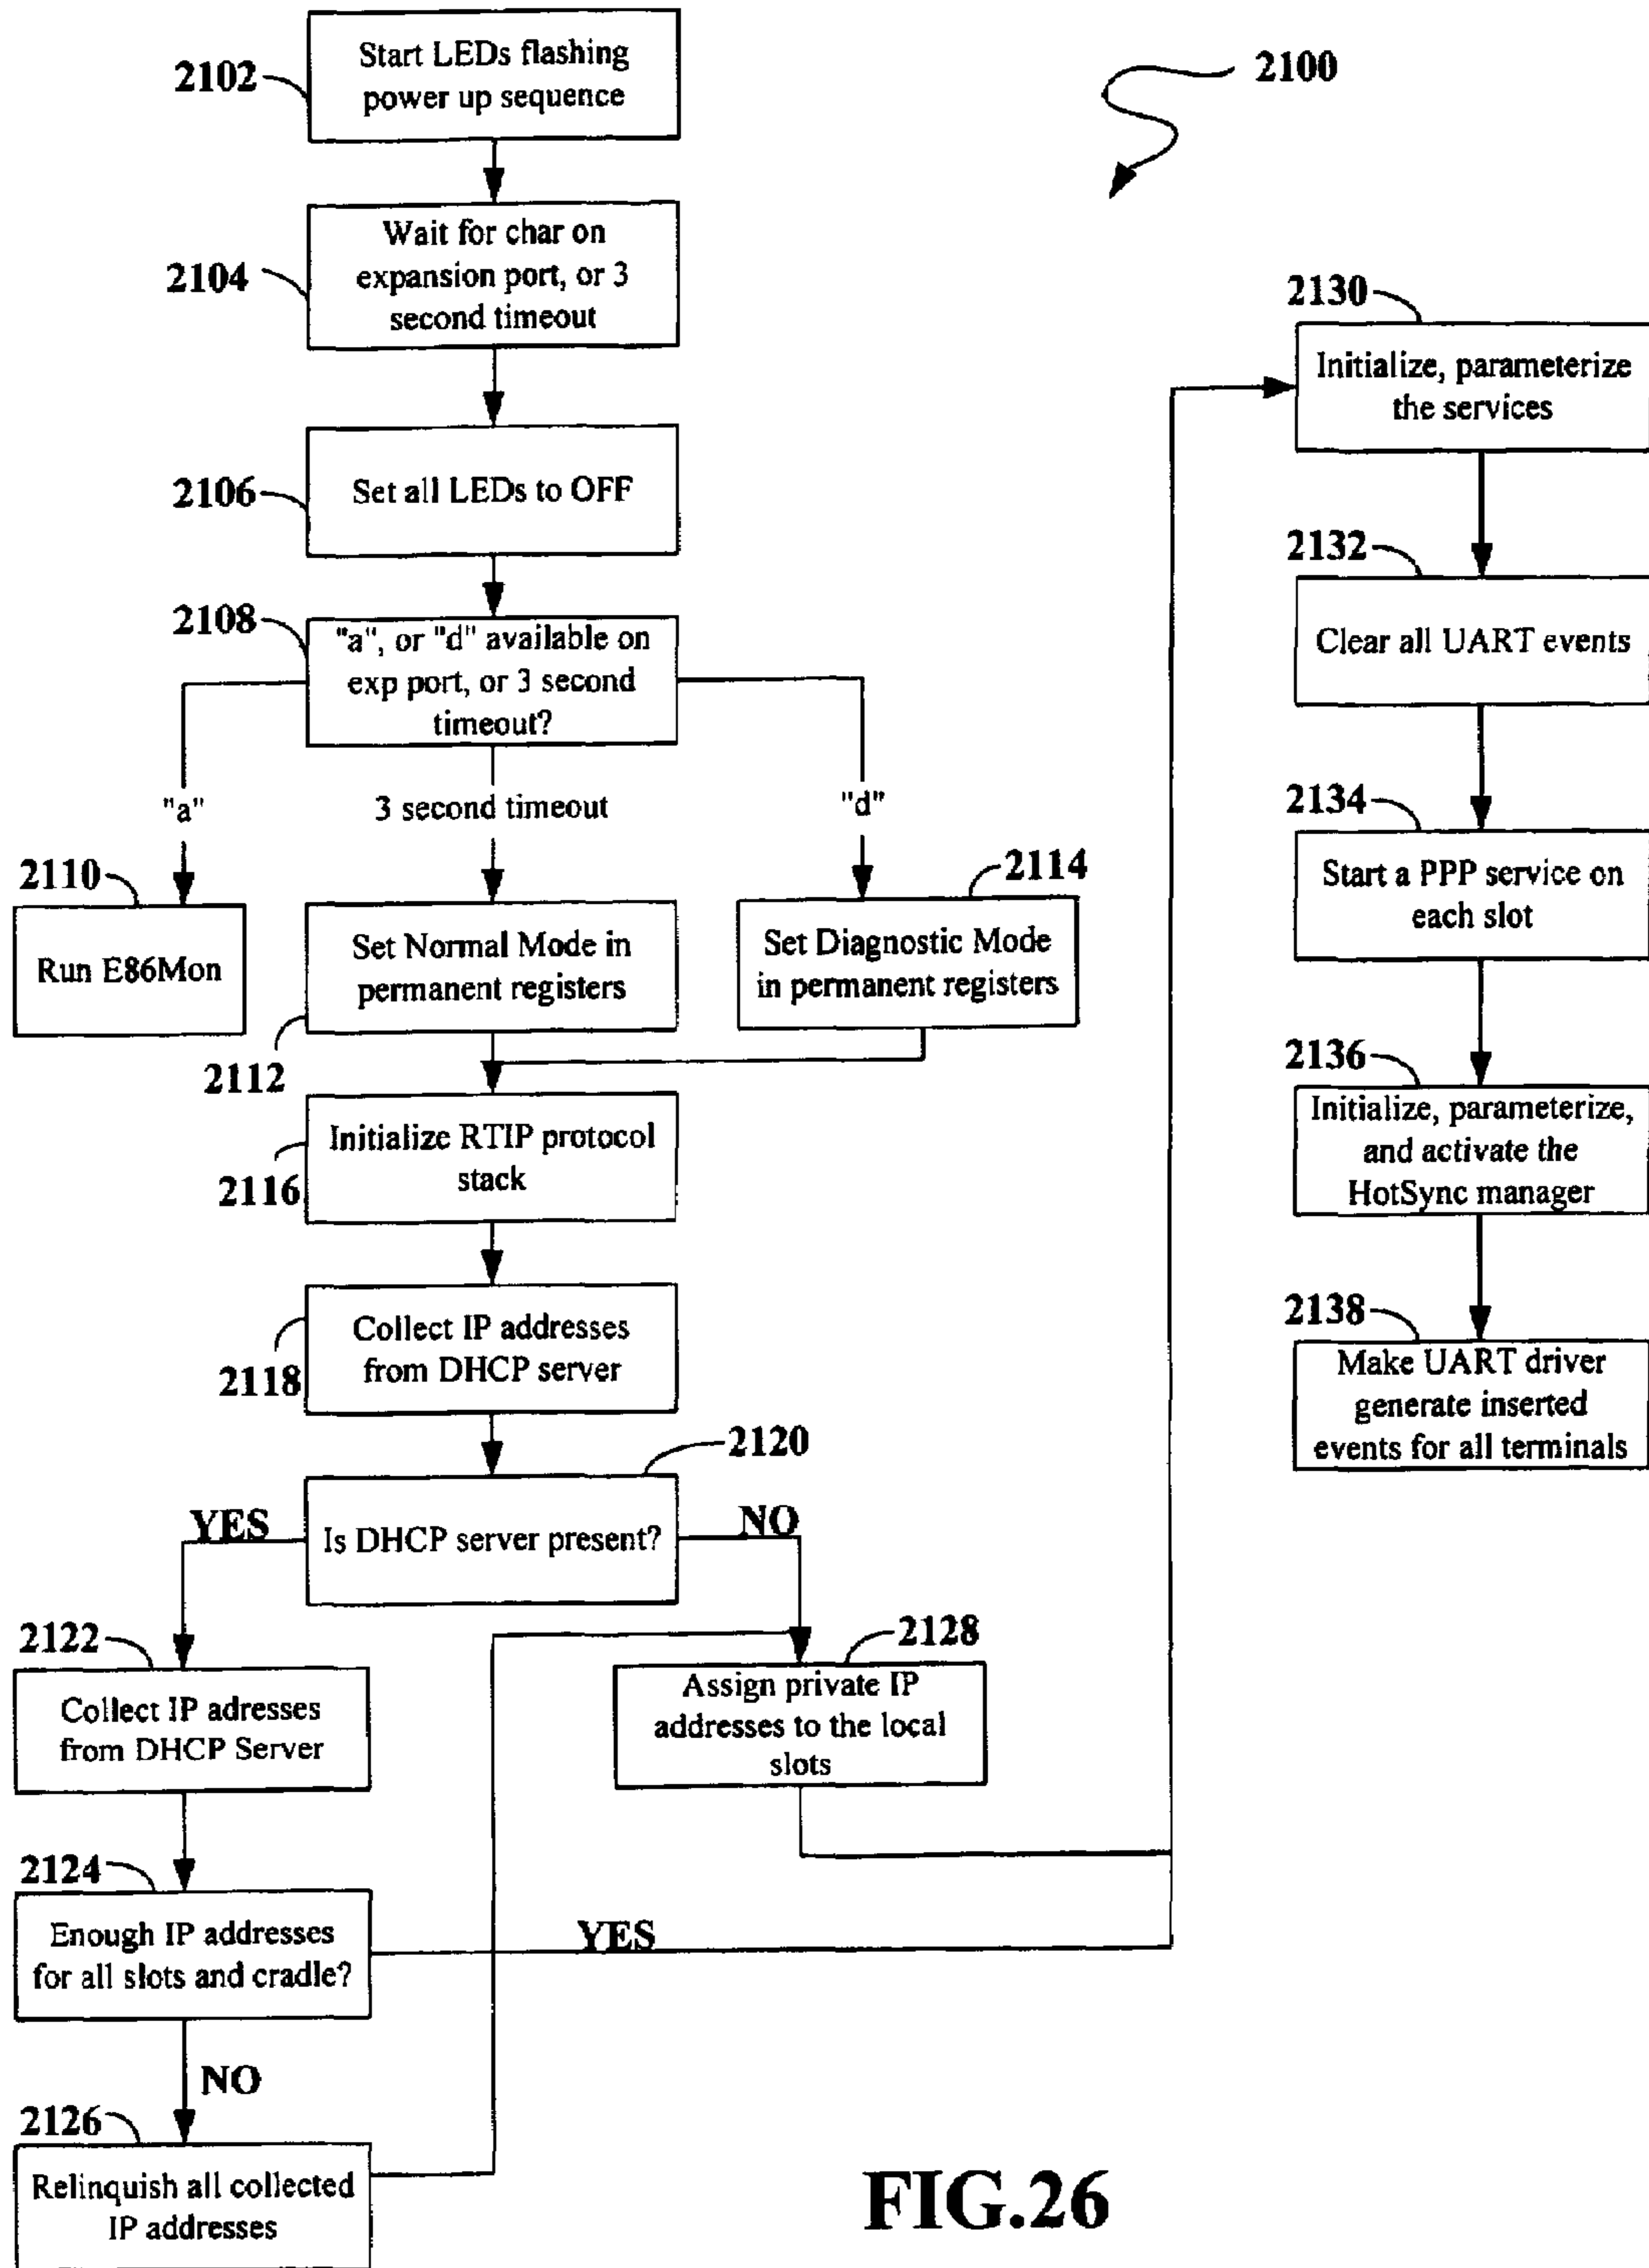 2100
2102
Start LEDs flashing
power up sequence
2104
Wait for char on
expansion port, or 3
second timeout
2106
Set all LEDs to OFF
2108
"a", or "d" available on
exp port, or 3 second
timeout?
"a"
3 second timeout
"d"
2110
Run E86Mon
2112
Set Normal Mode in
permanent registers
2114
Set Diagnostic Mode
in permanent registers
2116
Initialize RTIP protocol
stack
2118
Collect IP addresses
from DHCP server
2120
Is DHCP server present?
YES
NO
2122
Collect IP adresses
from DHCP Server
2128
Assign private IP
addresses to the local
slots
2124
Enough IP addresses
for all slots and cradle?
YES
NO
2126
Relinquish all collected
IP addresses
2130
Initialize, parameterize
the services
2132
Clear all UART events
2134
Start a PPP service on
each slot
2136
Initialize, parameterize,
and activate the
HotSync manager
2138
Make UART driver
generate inserted
events for all terminals
FIG.26